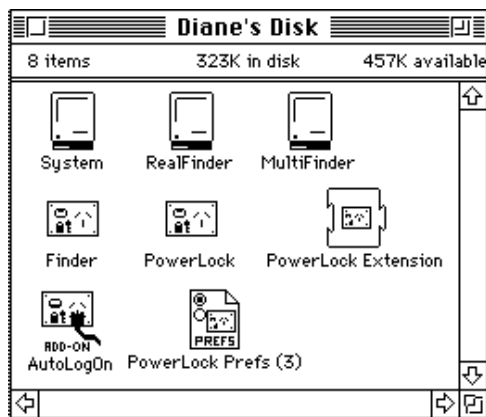 Diane's Disk
8 items 323K in disk 457K available
System RealFinder MultiFinder
Finder PowerLock PowerLock Extension
ADD-ON PREFS
AutoLogOn PowerLock Prefs (3)